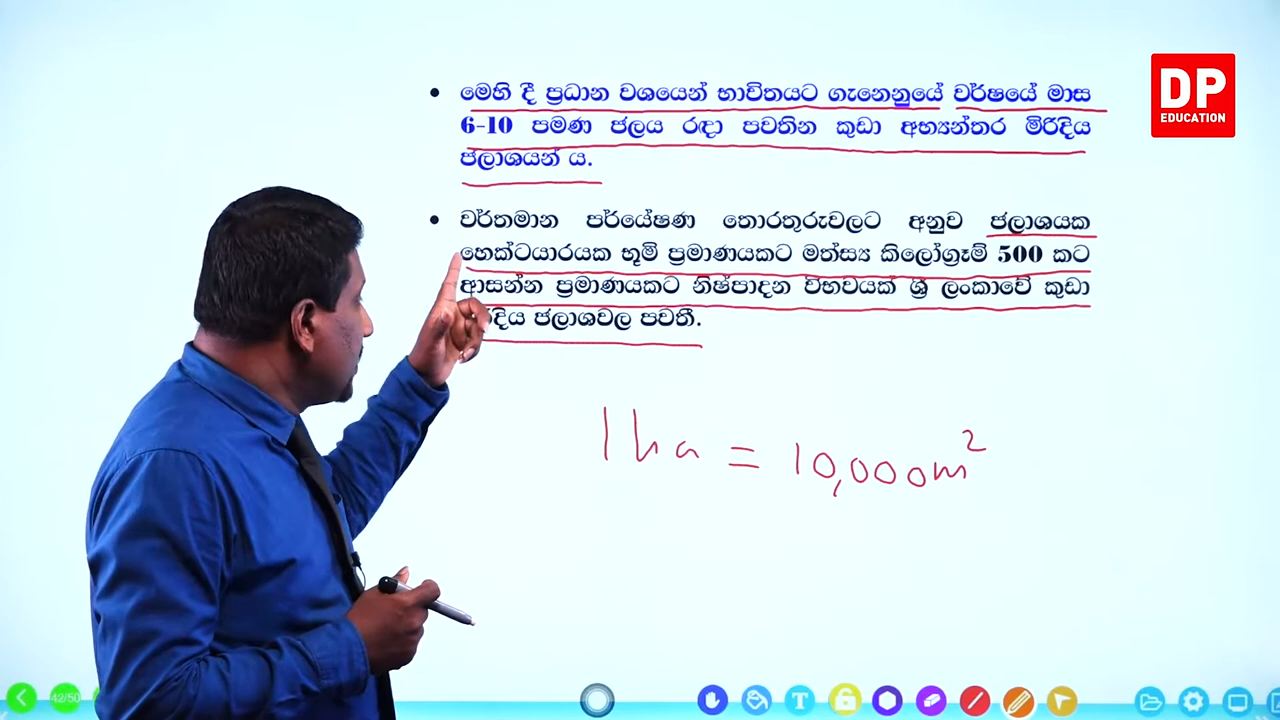 DP
EDUCATION
මෙහි දී ප්‍රධාන වශයෙන් භාවිතයට ගැනෙනුයේ වර්ෂයේ මාස
6-10 පමණ ජලය රඳා පවතින කුඩා අභ්‍යන්තර මිරිදිය
ජලාශයන් ය.
වර්තමාන පර්යේෂණ තොරතුරුවලට අනුව ජලාශයක
හෙක්ටයාරයක භූමි ප්‍රමාණයකට මත්ස්‍ය කිලෝග්‍රෑම් 500 කට
ආසන්න ප්‍රමාණයකට නිෂ්පාදන විභවයක් ශ්‍රී ලංකාවේ කුඩා
ජලාශවල පවතී.
1ha = 10,000m²
42/50